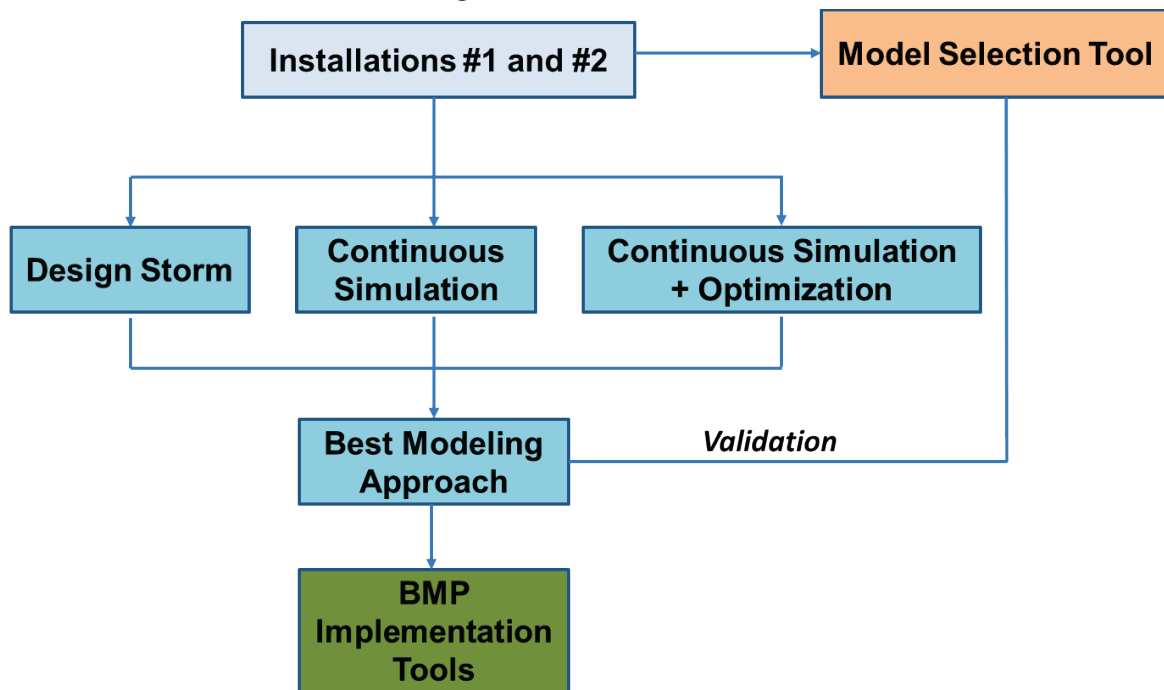 Installations #1 and #2
Model Selection Tool
Design Storm
Continuous
Simulation
Continuous Simulation
+ Optimization
Best Modeling
Approach
Validation
BMP
Implementation
Tools